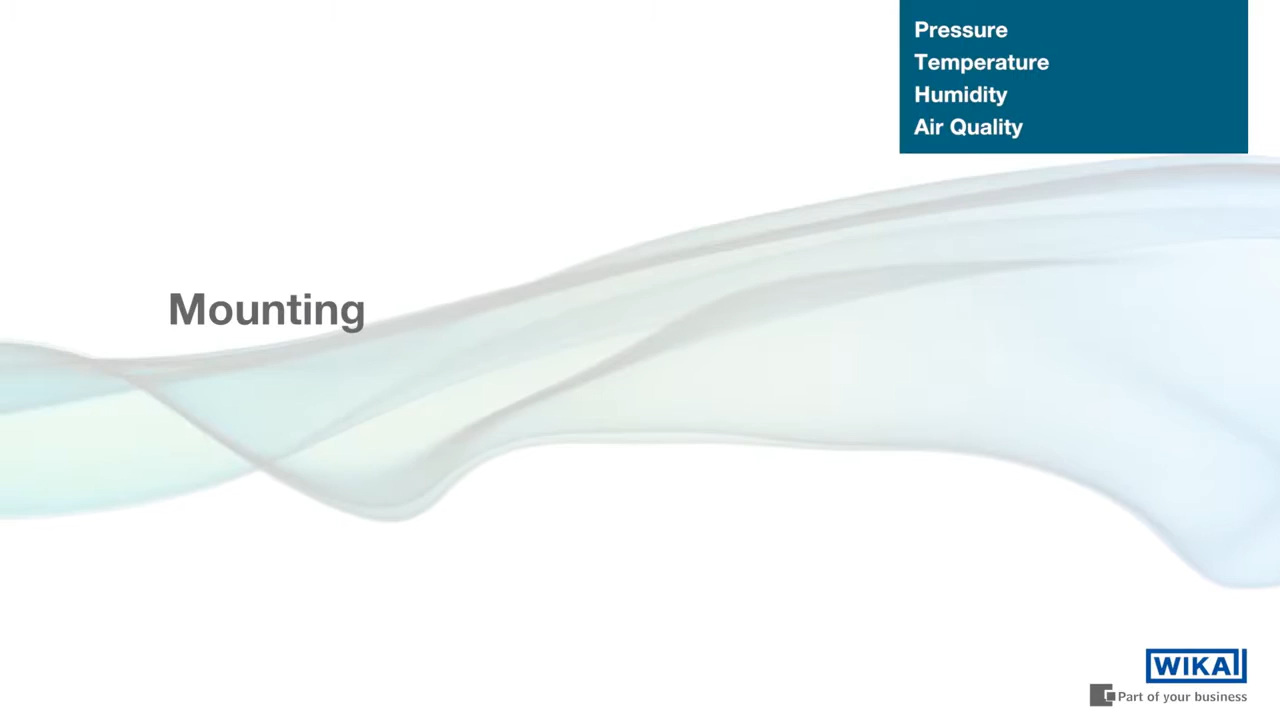 Pressure
Temperature
Humidity
Air Quality
Mounting
WIKA
Part of your business